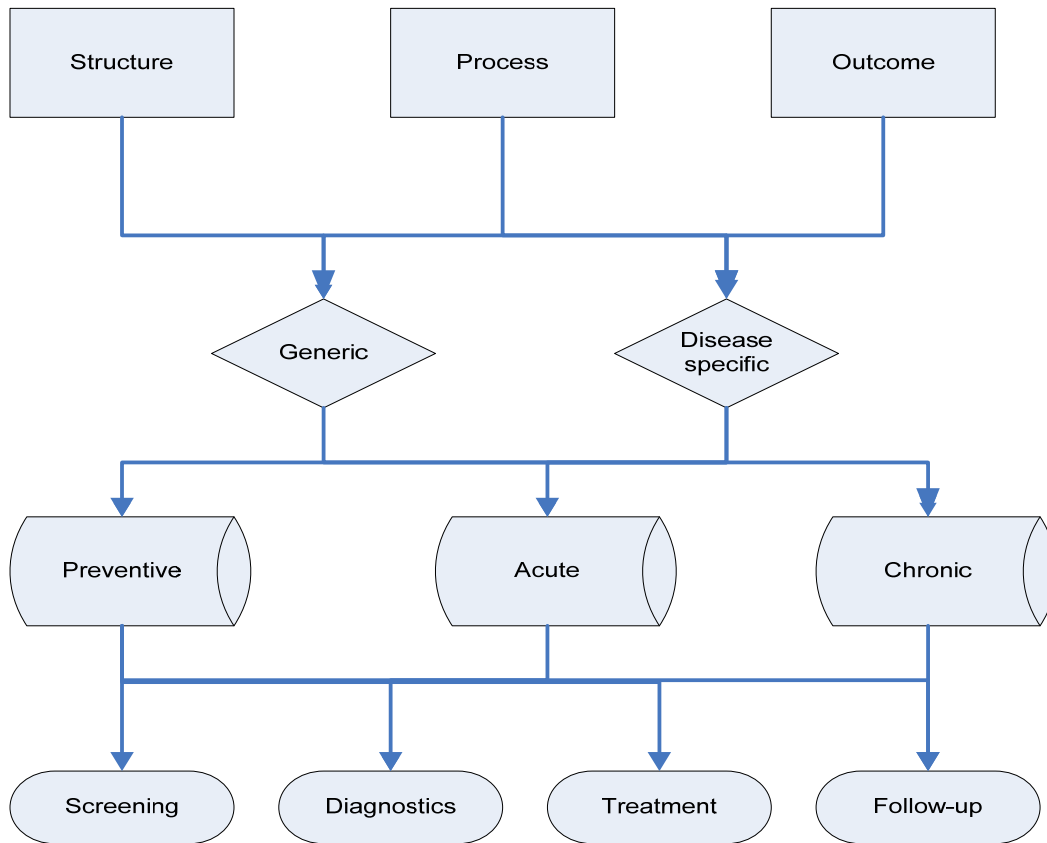 Structure
Process
Outcome
Generic
Disease
specific
Preventive
Acute
Chronic
Screening
Diagnostics
Treatment
Follow-up